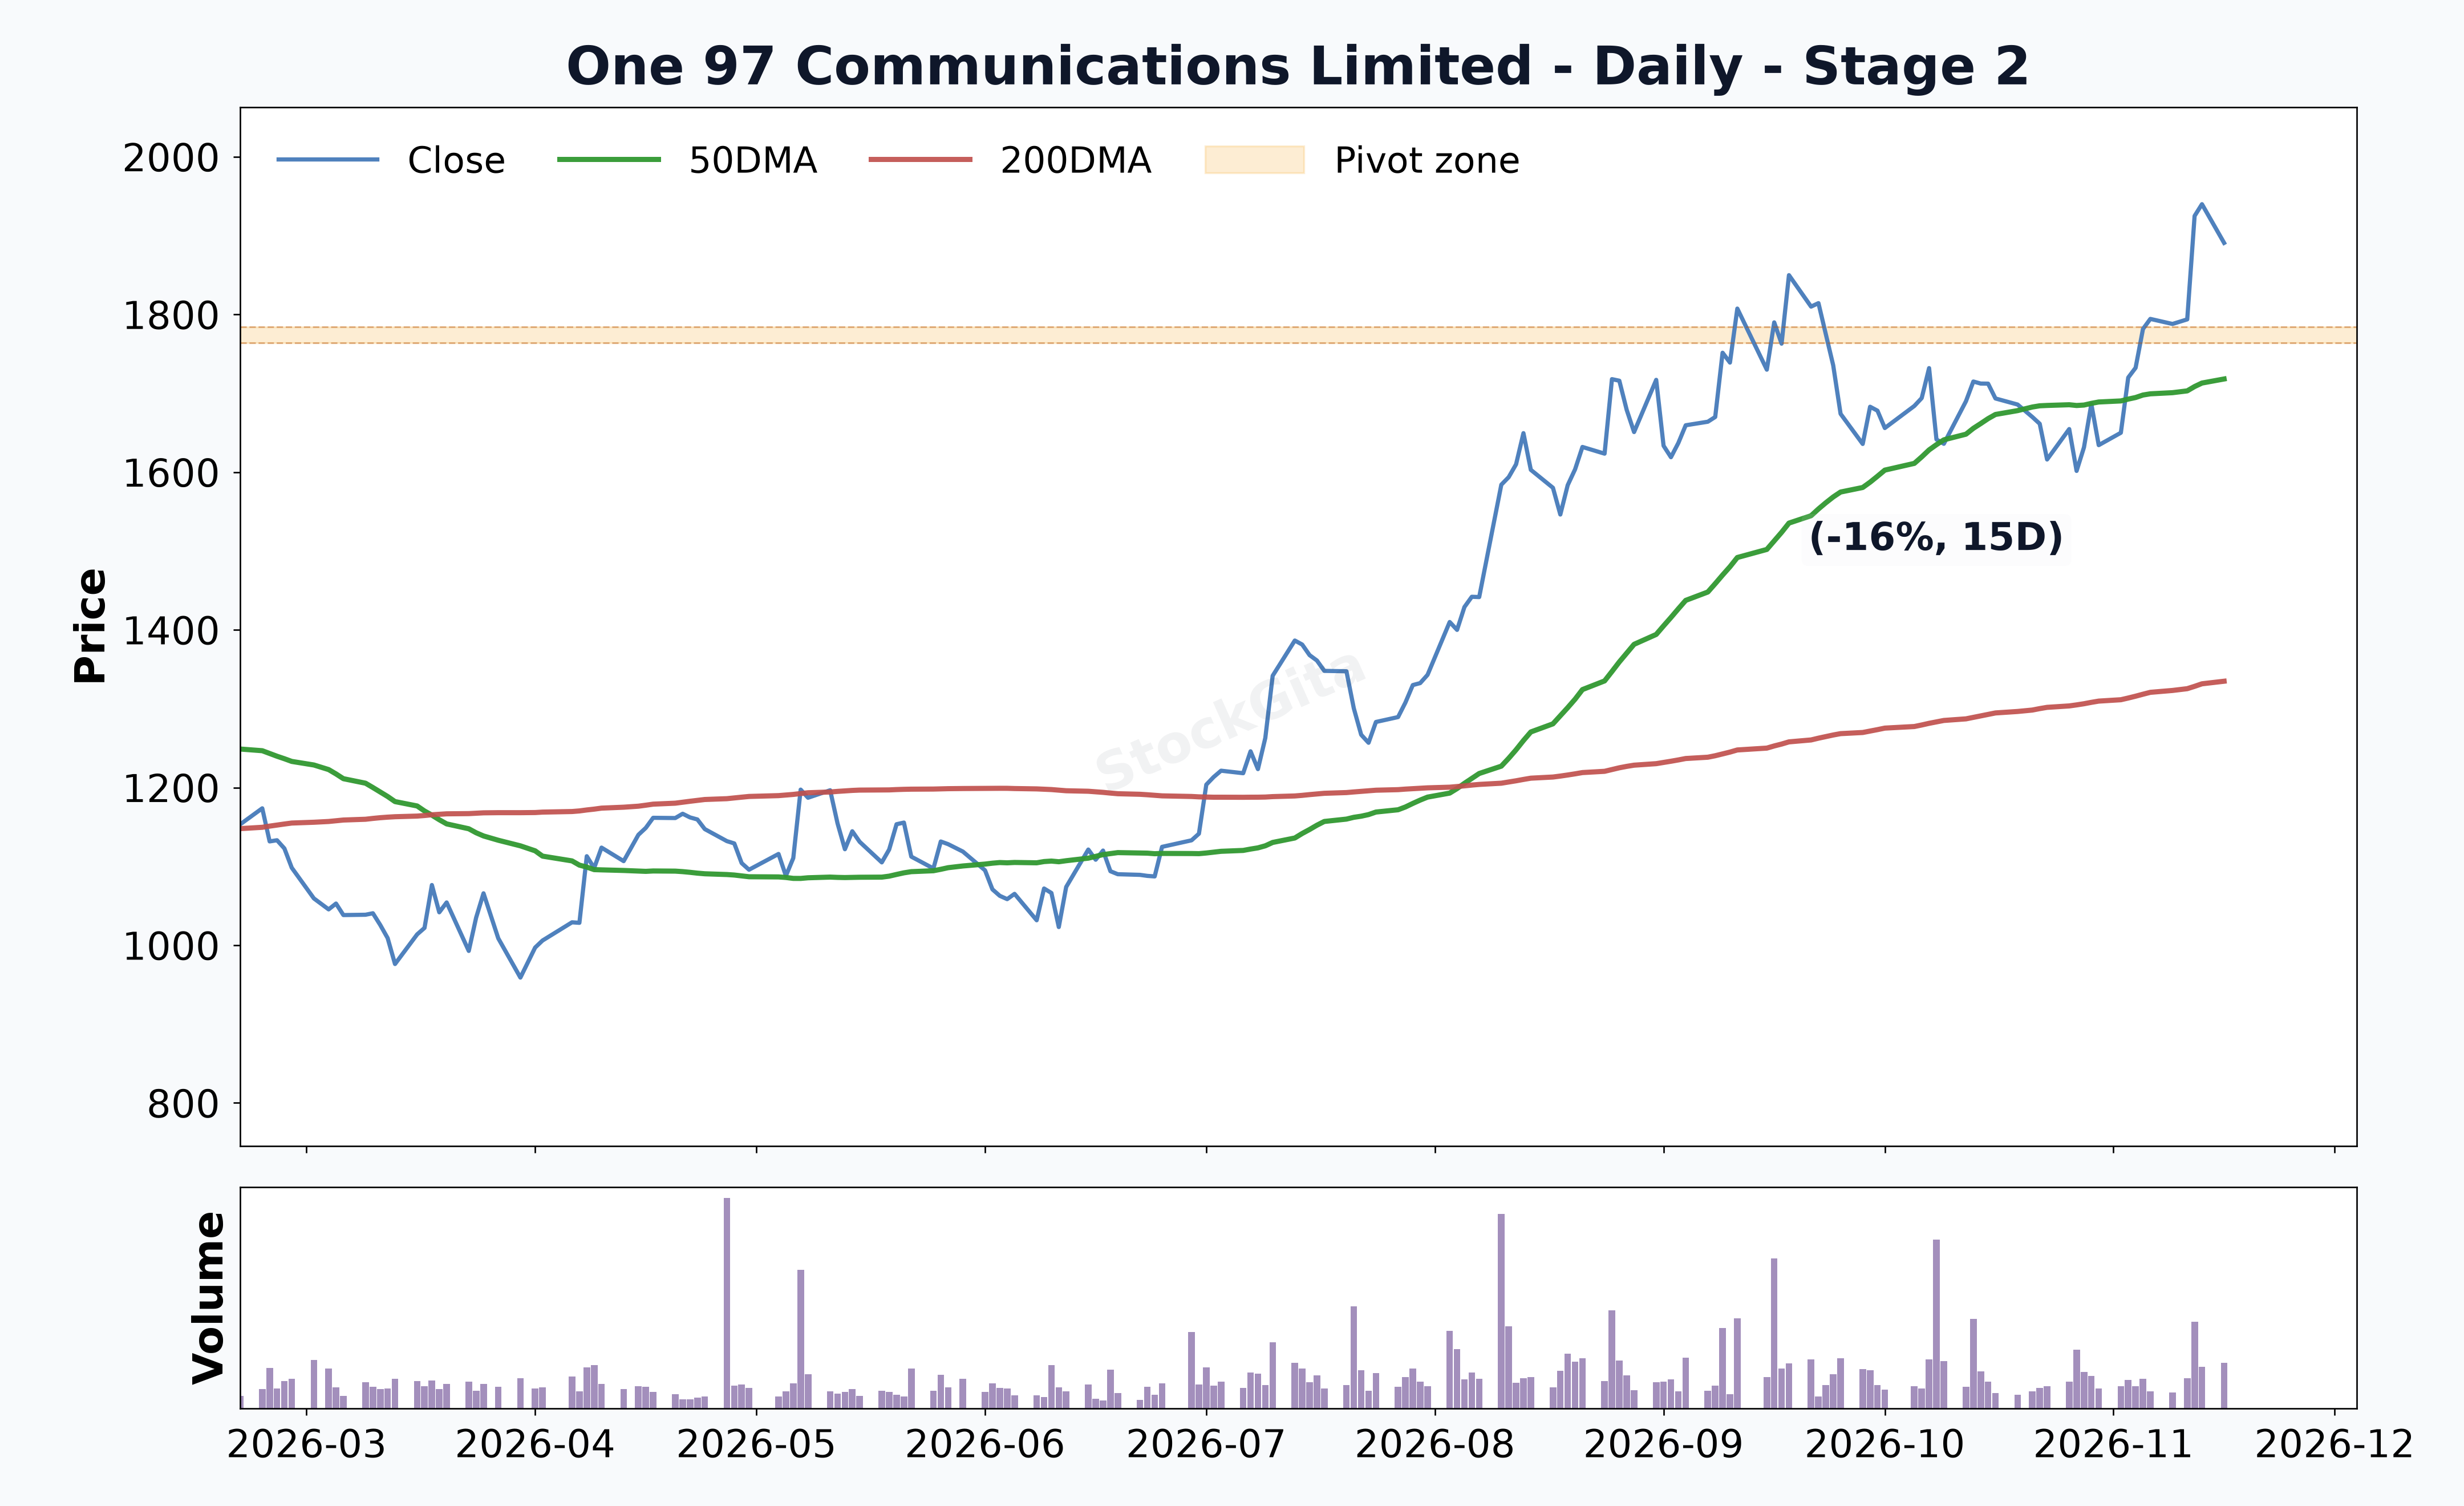 One 97 Communications Limited - Daily - Stage 2
Close 50DMA 200DMA Pivot zone
Price
2000
1800
1600
1400
1200
1000
800
(-16%, 15D)
StockGita
Volume
2026-03 2026-04 2026-05 2026-06 2026-07 2026-08 2026-09 2026-10 2026-11 2026-12